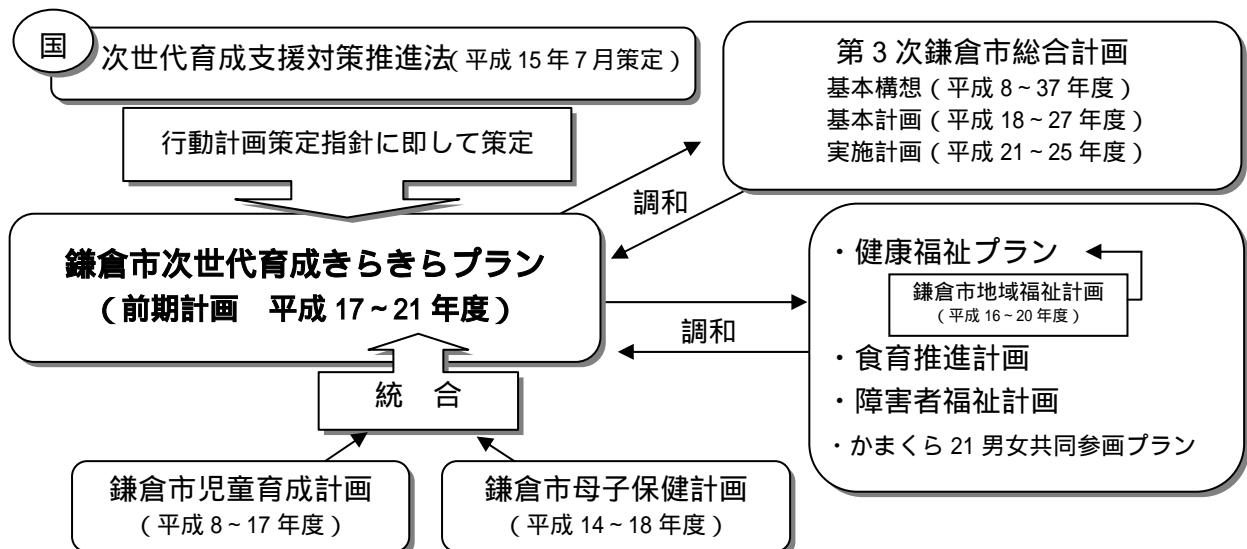 国
次世代育成支援対策推進法(平成15年7月策定)
行動計画策定指針に即して策定
第3次鎌倉市総合計画
基本構想(平成8~37年度)
基本計画(平成18~27年度)
実施計画(平成21~25年度)
調和
鎌倉市次世代育成きらきらプラン
(前期計画 平成17~21年度)
調和
・健康福祉プラン
鎌倉市地域福祉計画
(平成16~20年度)
・食育推進計画
・障害者福祉計画
・かまくら21男女共同参画プラン
統 合
鎌倉市児童育成計画
(平成8~17年度)
鎌倉市母子保健計画
(平成14~18年度)